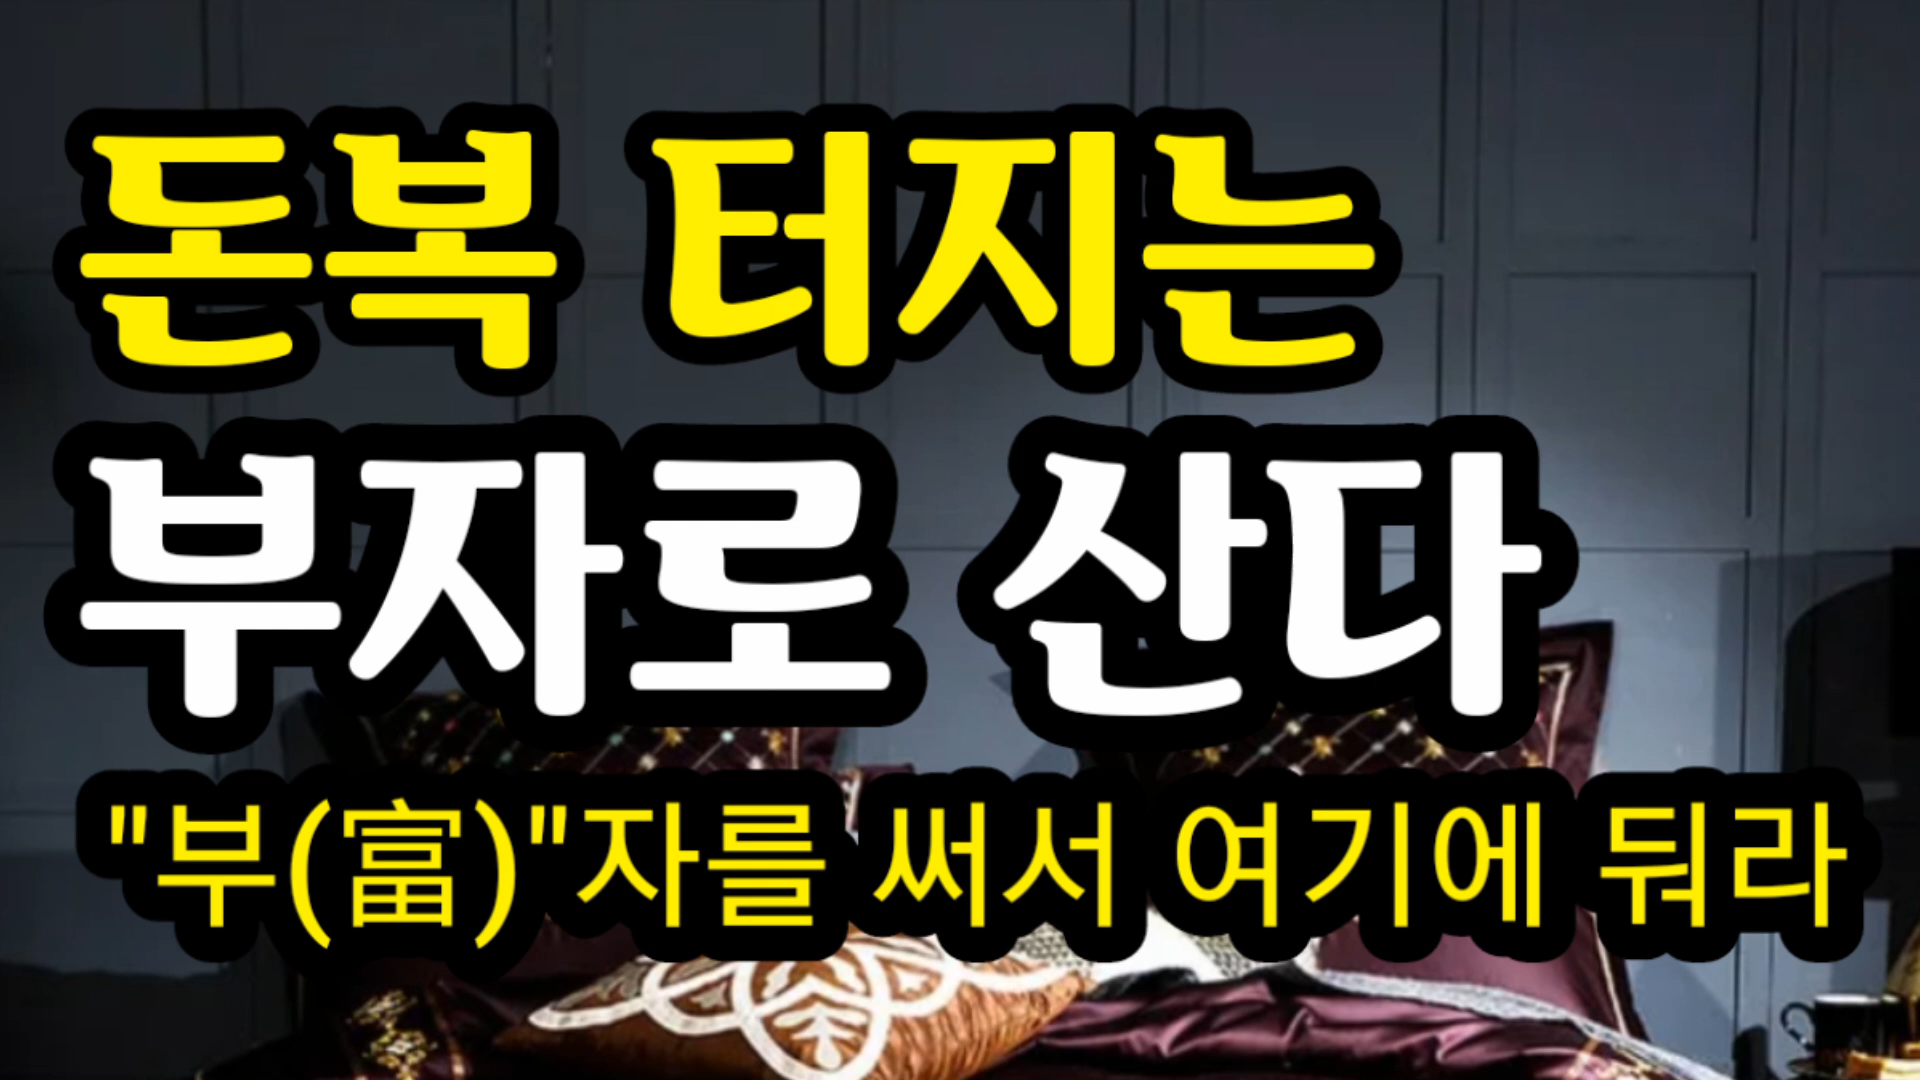 돈복 터지는
부자로 산다
"부(富)"자를 써서 여기에 둬라